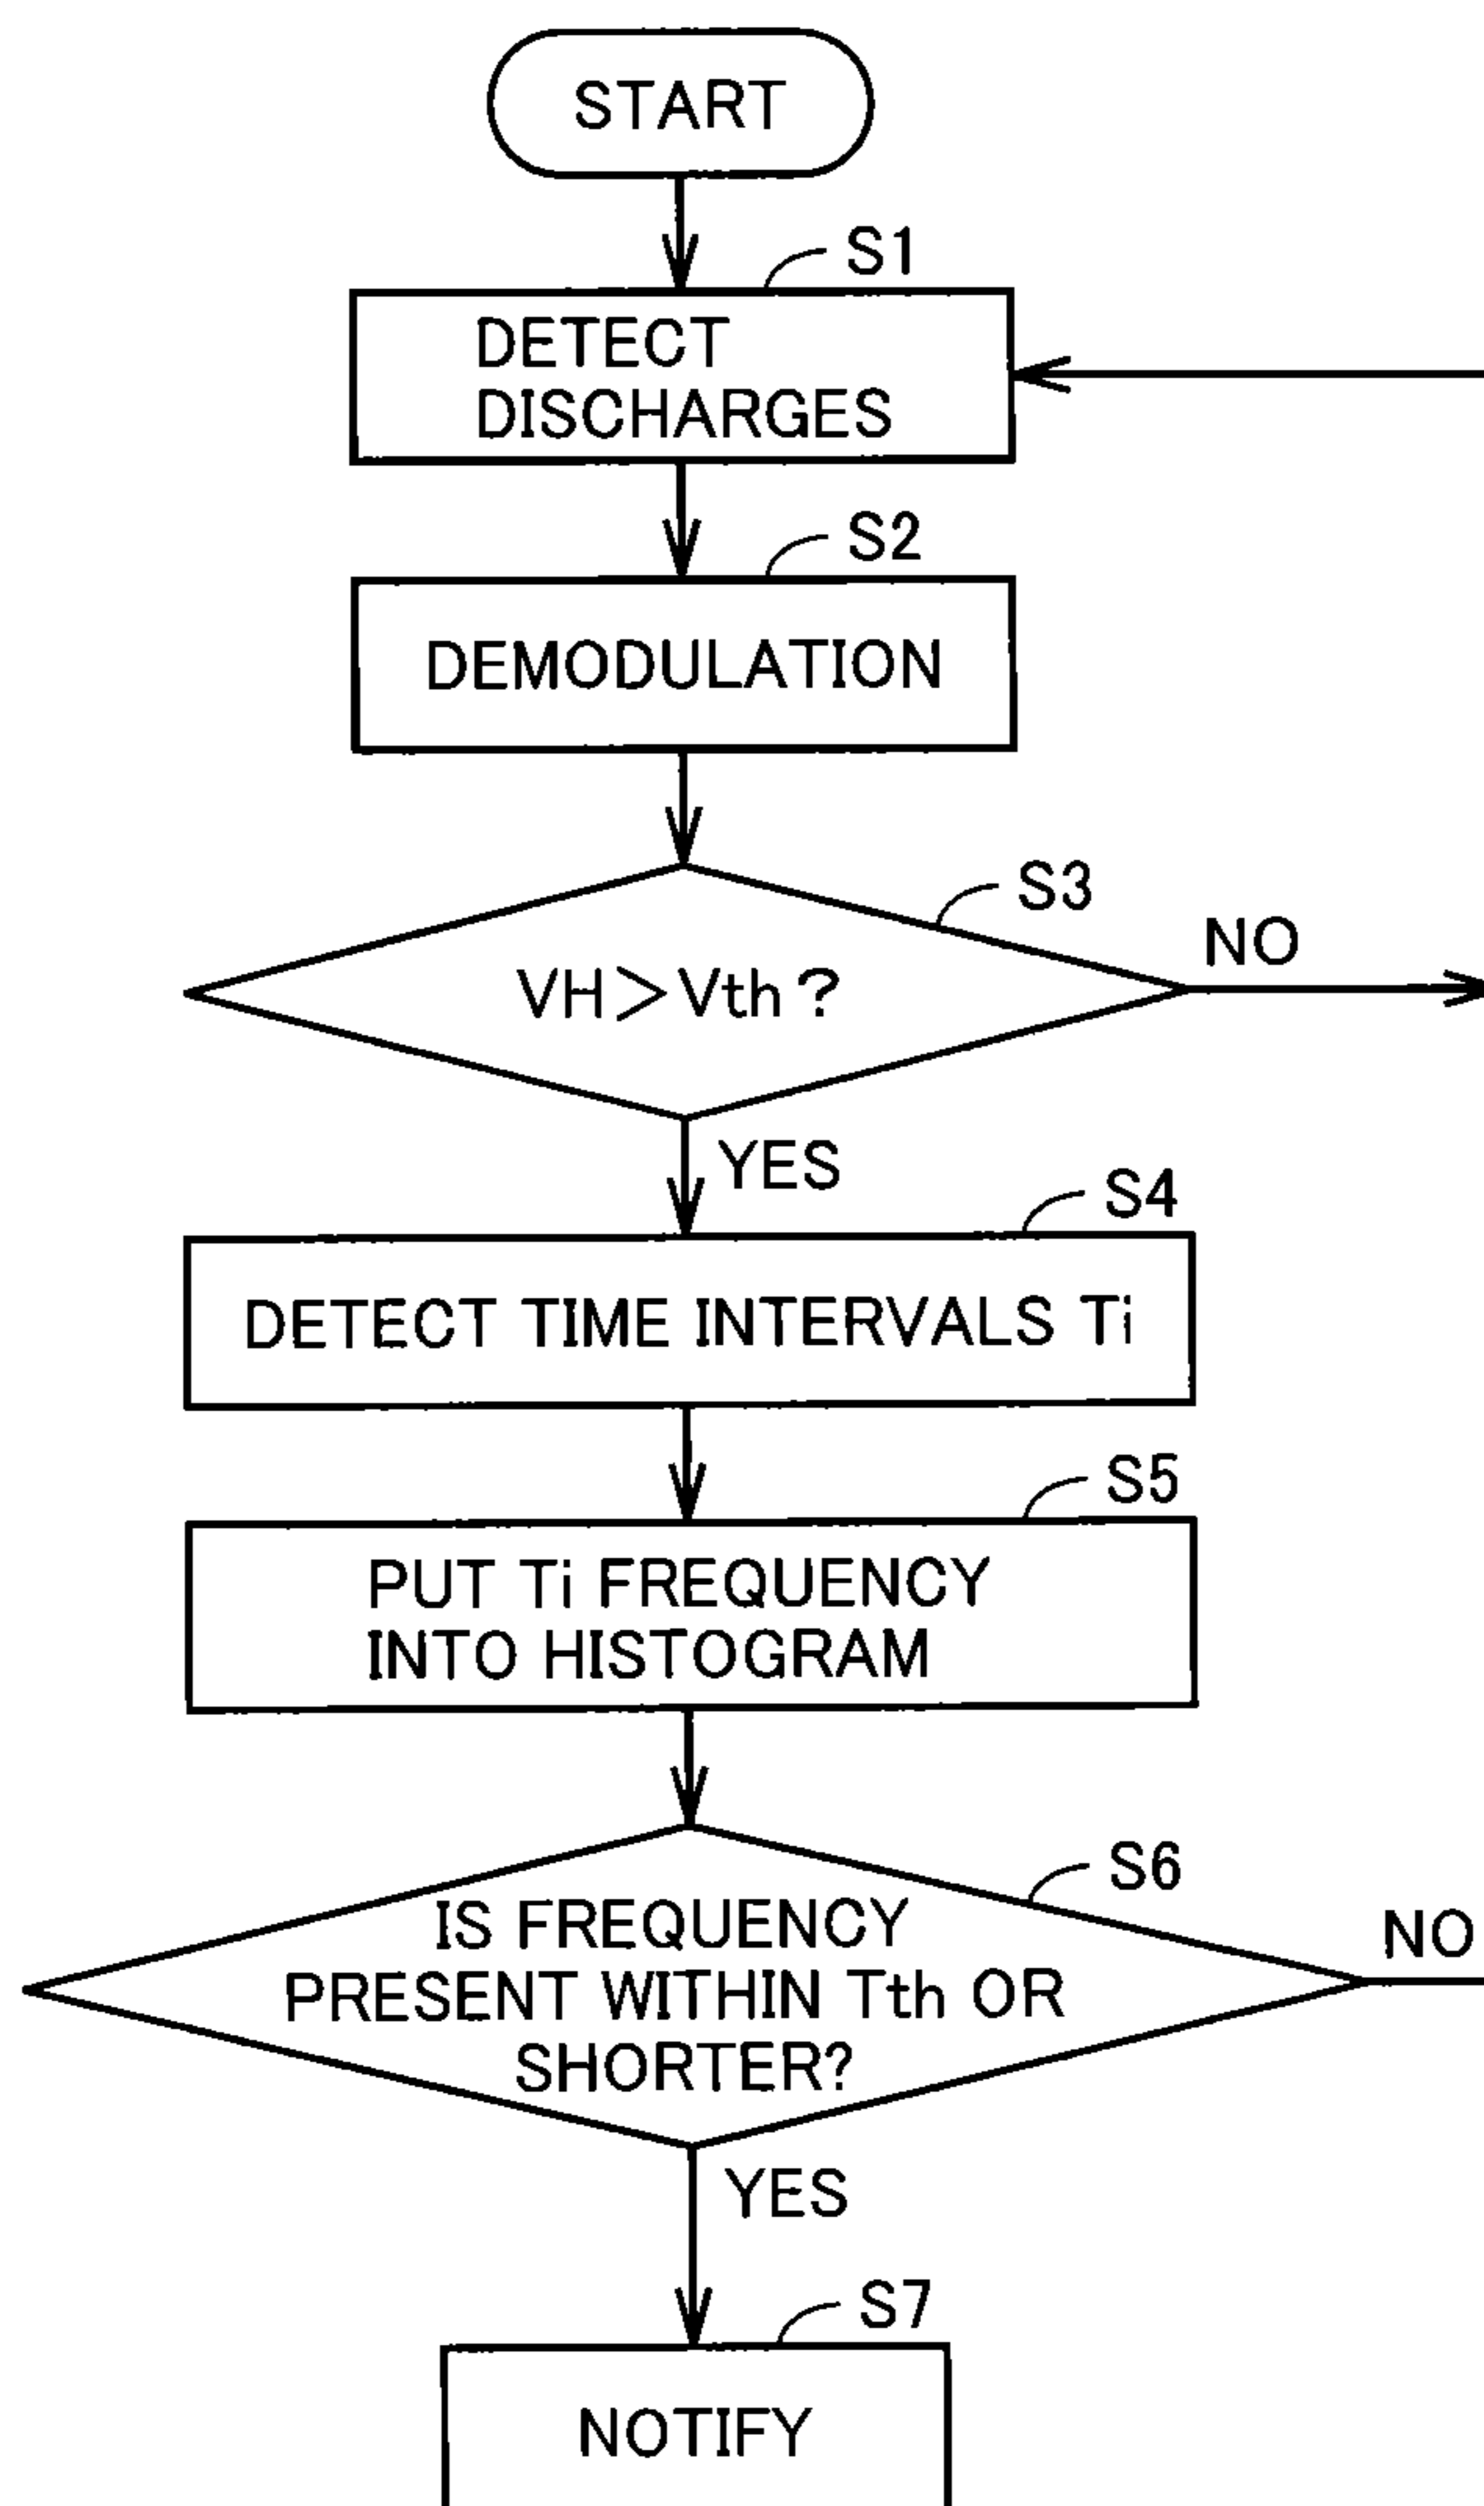 START
S1
DETECT
DISCHARGES
S2
DEMODULATION
S3
NO
VH>Vth?
YES
S4
DETECT TIME INTERVALS Ti
S5
PUT Ti FREQUENCY
INTO HISTOGRAM
S6
NO
IS FREQUENCY
PRESENT WITHIN Tth OR
SHORTER?
YES
S7
NOTIFY